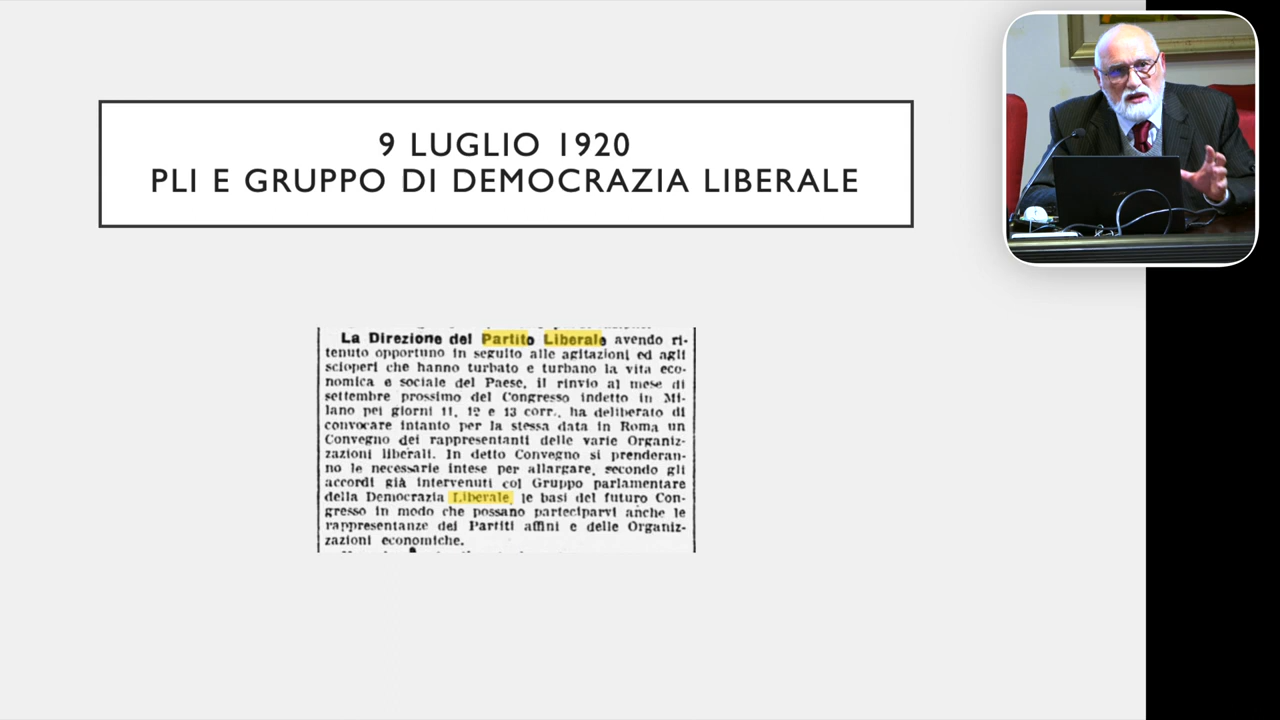 9 LUGLIO 1920
PLI E GRUPPO DI DEMOCRAZIA LIBERALE
La Direzione del Partito Liberale avendo ri-
tenuto opportuno in seguito alle agitazioni ed agli
scioperi che hanno turbato e turbano la vita eco-
nomica e sociale del Paese, il rinvio al mese di
settembre prossimo del Congresso indetto in Mi-
lano pei giorni 11, 12 e 13 corr., ha deliberato di
convocare intanto per la stessa data in Roma un
Convegno dei rappresentanti delle varie Organiz-
zazioni liberali. In detto Convegno si prenderan-
no le necessarie intese per allargare, secondo gli
accordi già intervenuti col Gruppo parlamentare
della Democrazia Liberale, le basi del futuro Con-
gresso in modo che possano parteciparvi anche le
rappresentanze dei Partiti affini e delle Organiz-
zazioni economiche.